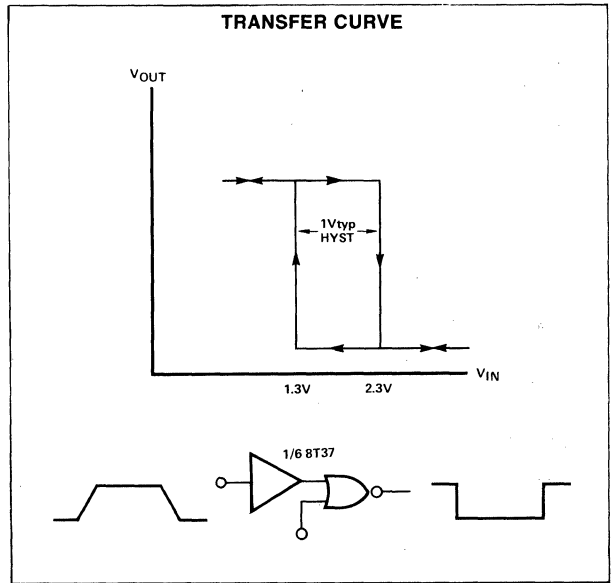 TRANSFER CURVE
VOUT
1Vtyp
HYST
VIN
1.3V 2.3V
1/6 8T37